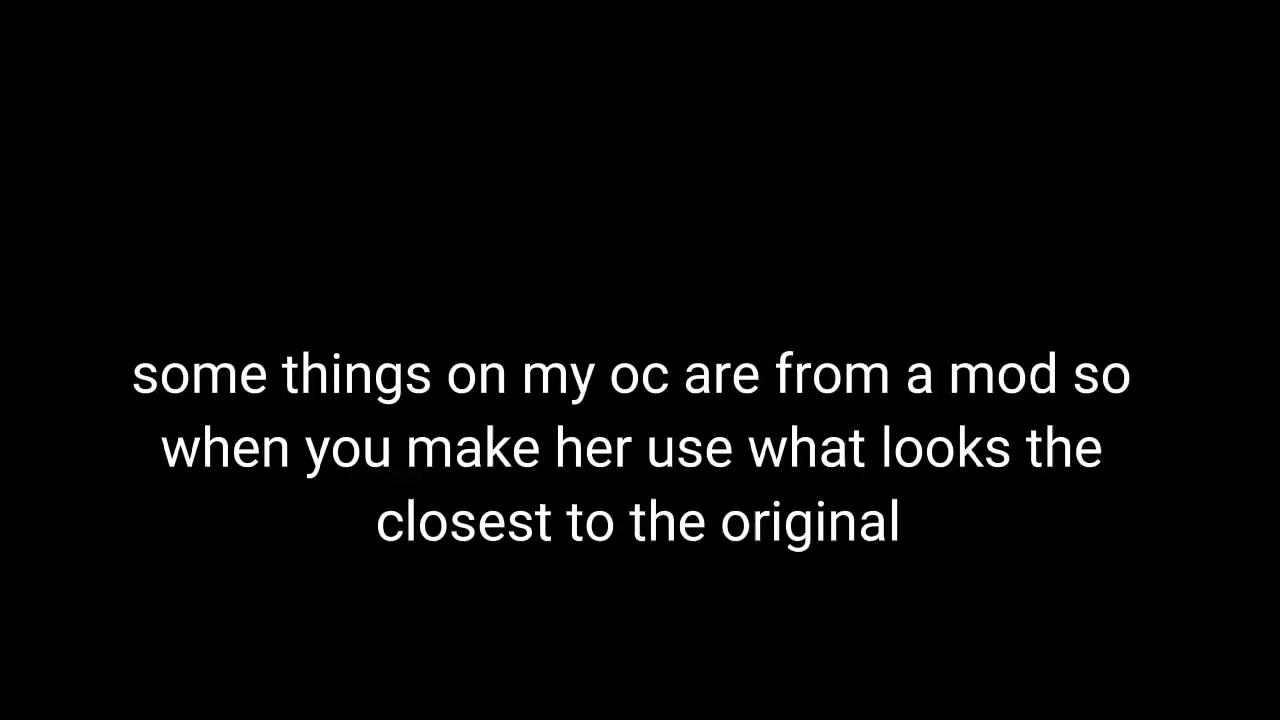 some things on my oc are from a mod so
when you make her use what looks the
closest to the original